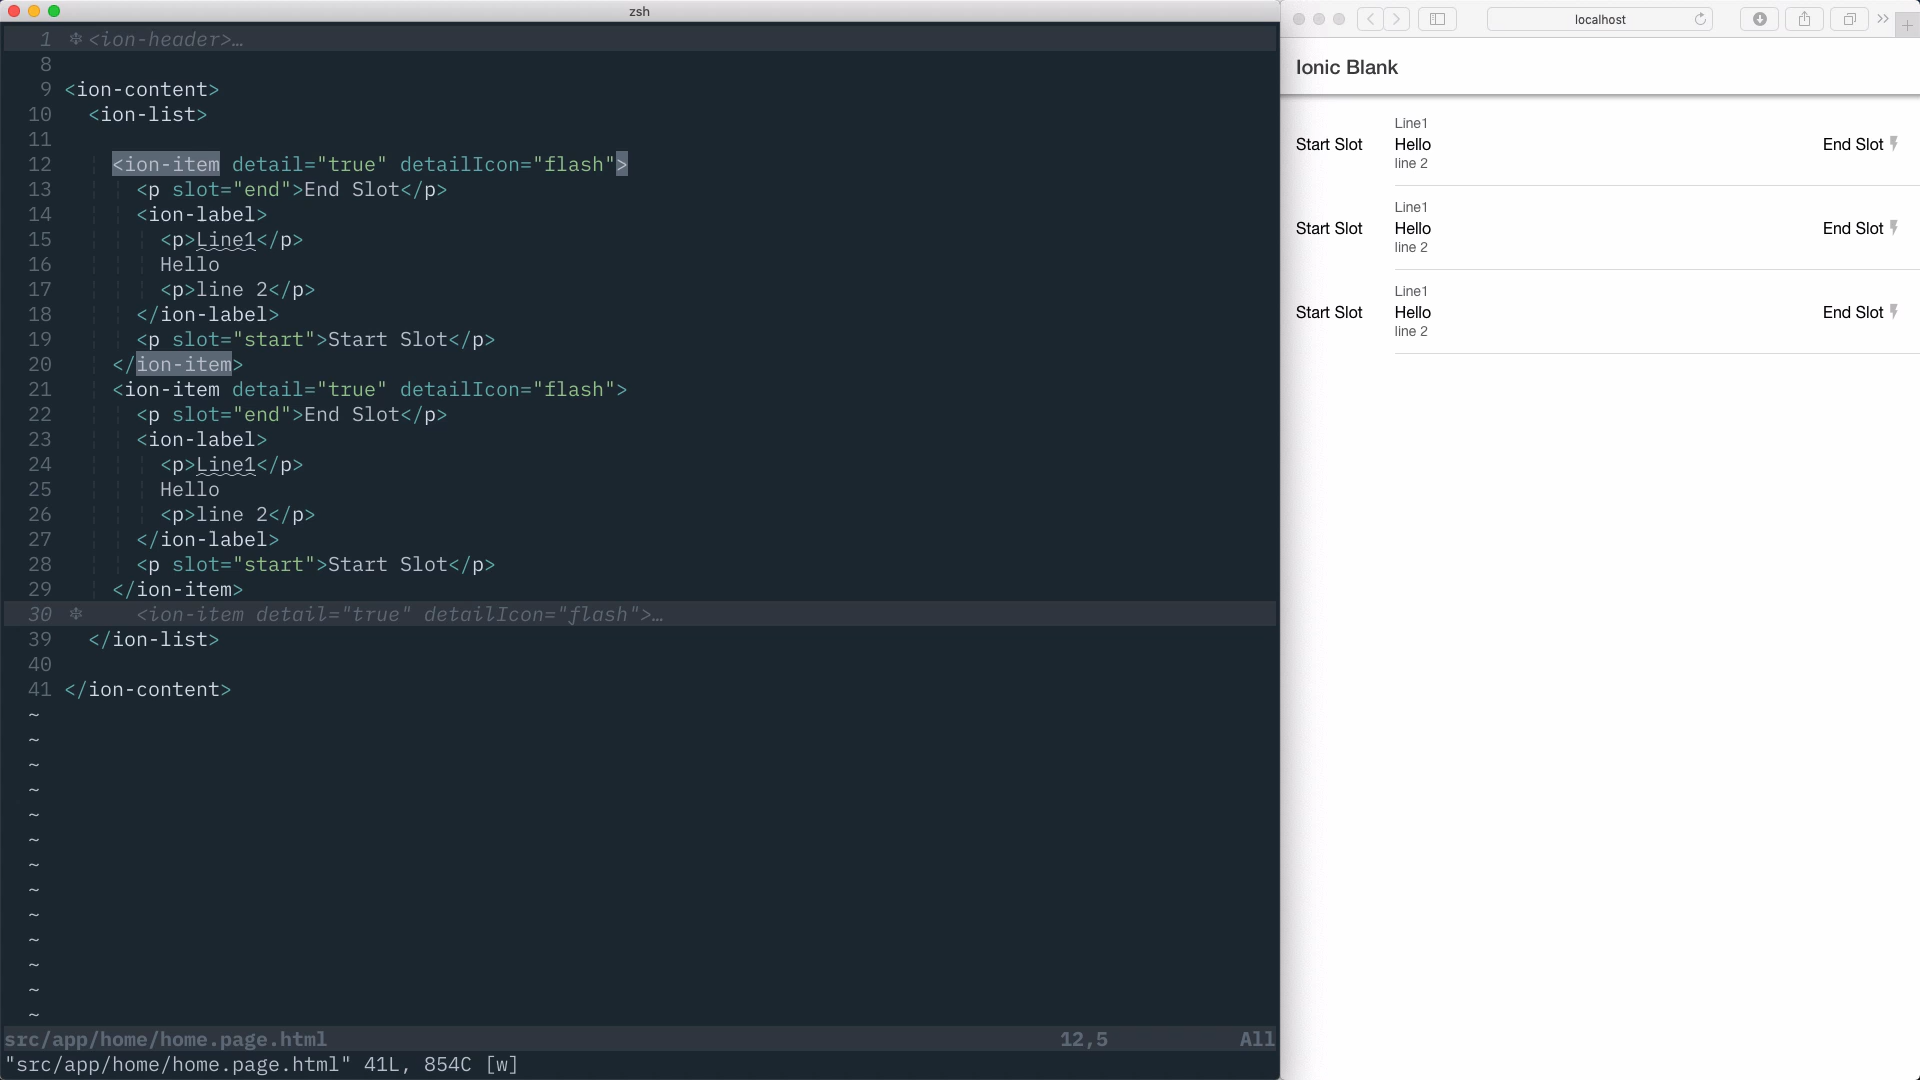 zsh
1 <ion-header>…
8
9 <ion-content>
10 <ion-list>
11
12 <ion-item detail="true" detailIcon="flash">
13 <p slot="end">End Slot</p>
14 <ion-label>
15 <p>Line1</p>
16 Hello
17 <p>line 2</p>
18 </ion-label>
19 <p slot="start">Start Slot</p>
20 </ion-item>
21 <ion-item detail="true" detailIcon="flash">
22 <p slot="end">End Slot</p>
23 <ion-label>
24 <p>Line1</p>
25 Hello
26 <p>line 2</p>
27 </ion-label>
28 <p slot="start">Start Slot</p>
29 </ion-item>
30 <ion-item detail="true" detailIcon="flash">…
39 </ion-list>
40
41 </ion-content>
~
~
~
~
~
~
~
~
~
~
~
~
~
src/app/home/home.page.html 12,5 All
"src/app/home/home.page.html" 41L, 854C [w]
localhost
Ionic Blank
Line1
Start Slot Hello End Slot
line 2
Line1
Start Slot Hello End Slot
line 2
Line1
Start Slot Hello End Slot
line 2